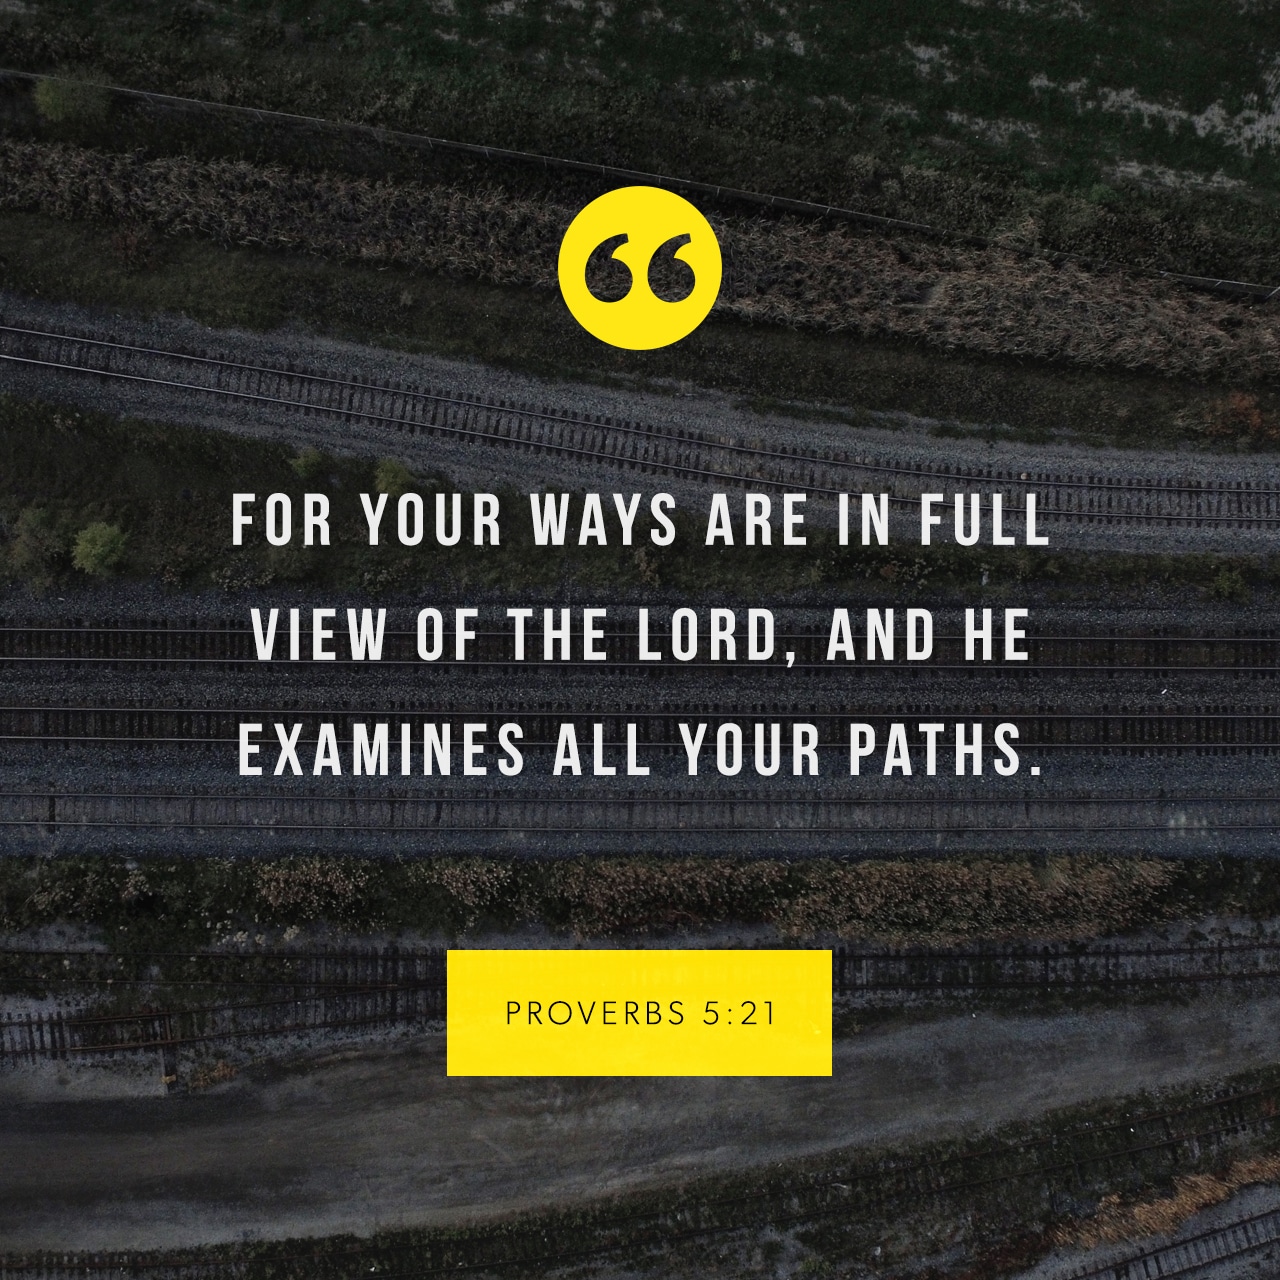 “
FOR YOUR WAYS ARE IN FULL
VIEW OF THE LORD, AND HE
EXAMINES ALL YOUR PATHS.
PROVERBS 5:21